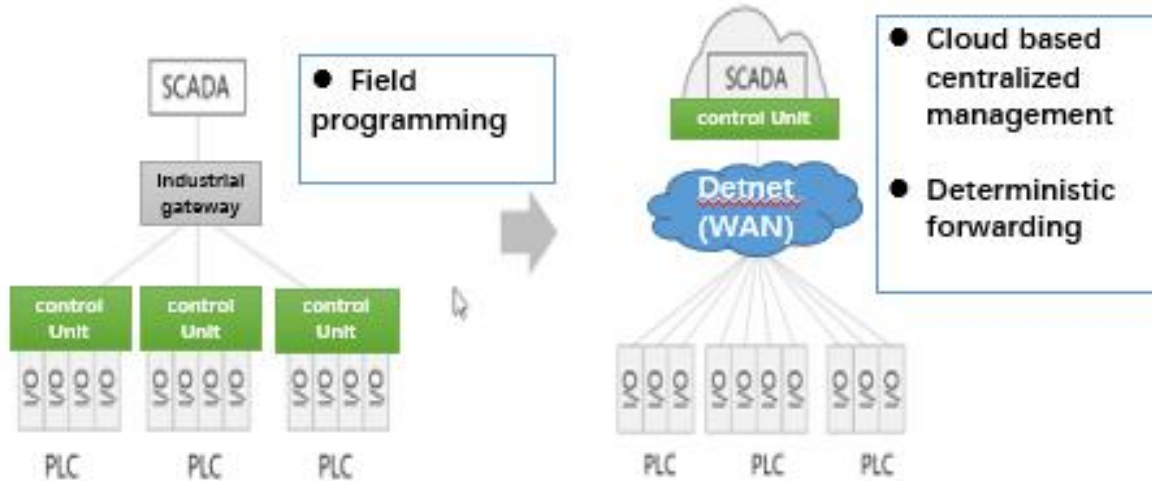 SCADA
● Field
programming
Industrial
gateway
control
Unit
control
Unit
control
Unit
I/O I/O I/O I/O
I/O I/O I/O I/O
I/O I/O I/O I/O
PLC
PLC
PLC
SCADA
control Unit
● Cloud based
centralized
management
● Deterministic
forwarding
Detnet
(WAN)
I/O I/O I/O
I/O I/O I/O I/O
I/O I/O I/O
PLC
PLC
PLC